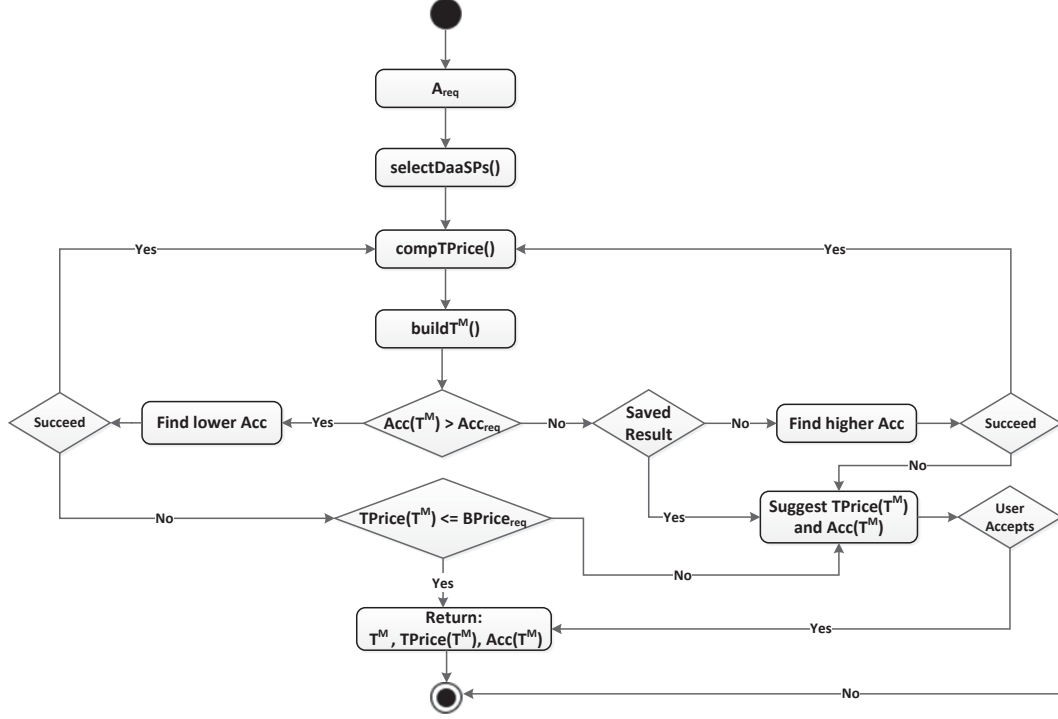 A_req
selectDaaSPs()
Yes
compTPrice()
Yes
buildT^M()
Succeed
Find lower Acc
Yes
Acc(T^M) > Acc_req
No
Saved
Result
No
Find higher Acc
Succeed
No
No
TPrice(T^M) <= BPrice_req
Yes
Suggest TPrice(T^M)
and Acc(T^M)
User
Accepts
No
Yes
Return:
T^M, TPrice(T^M), Acc(T^M)
Yes
No